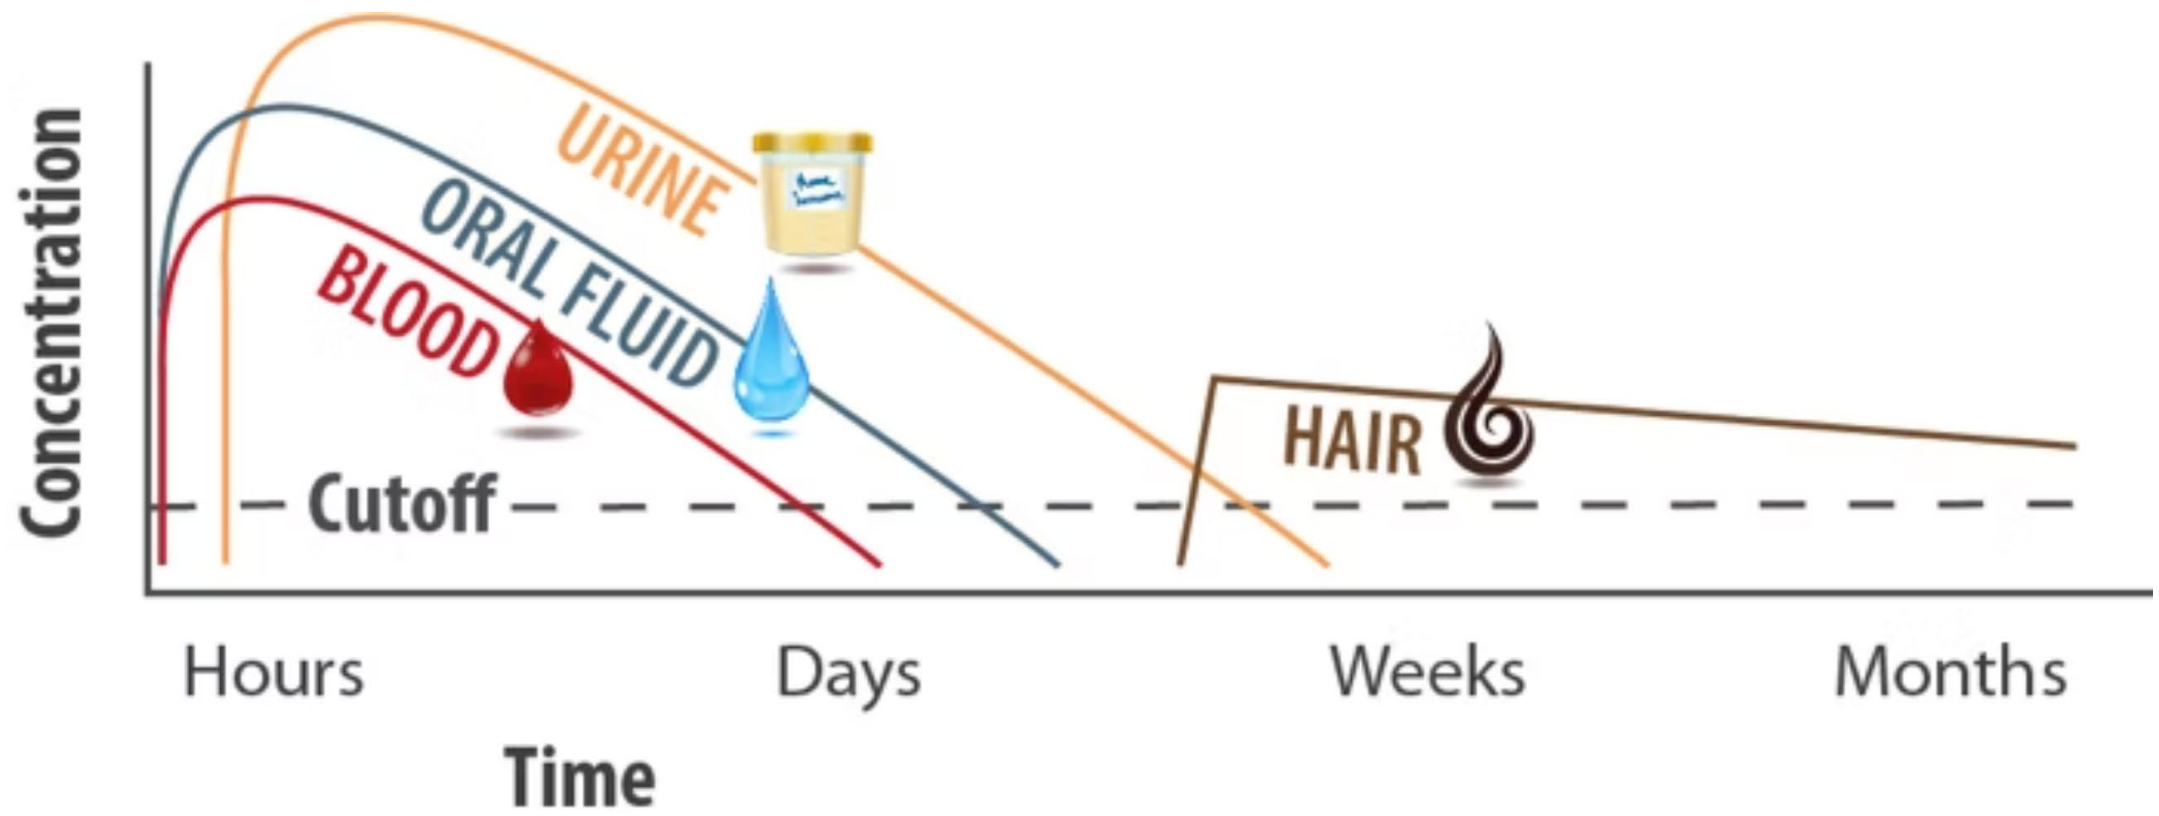 Concentration
URINE
ORAL FLUID
BLOOD
HAIR
Cutoff
Hours
Days
Weeks
Months
Time